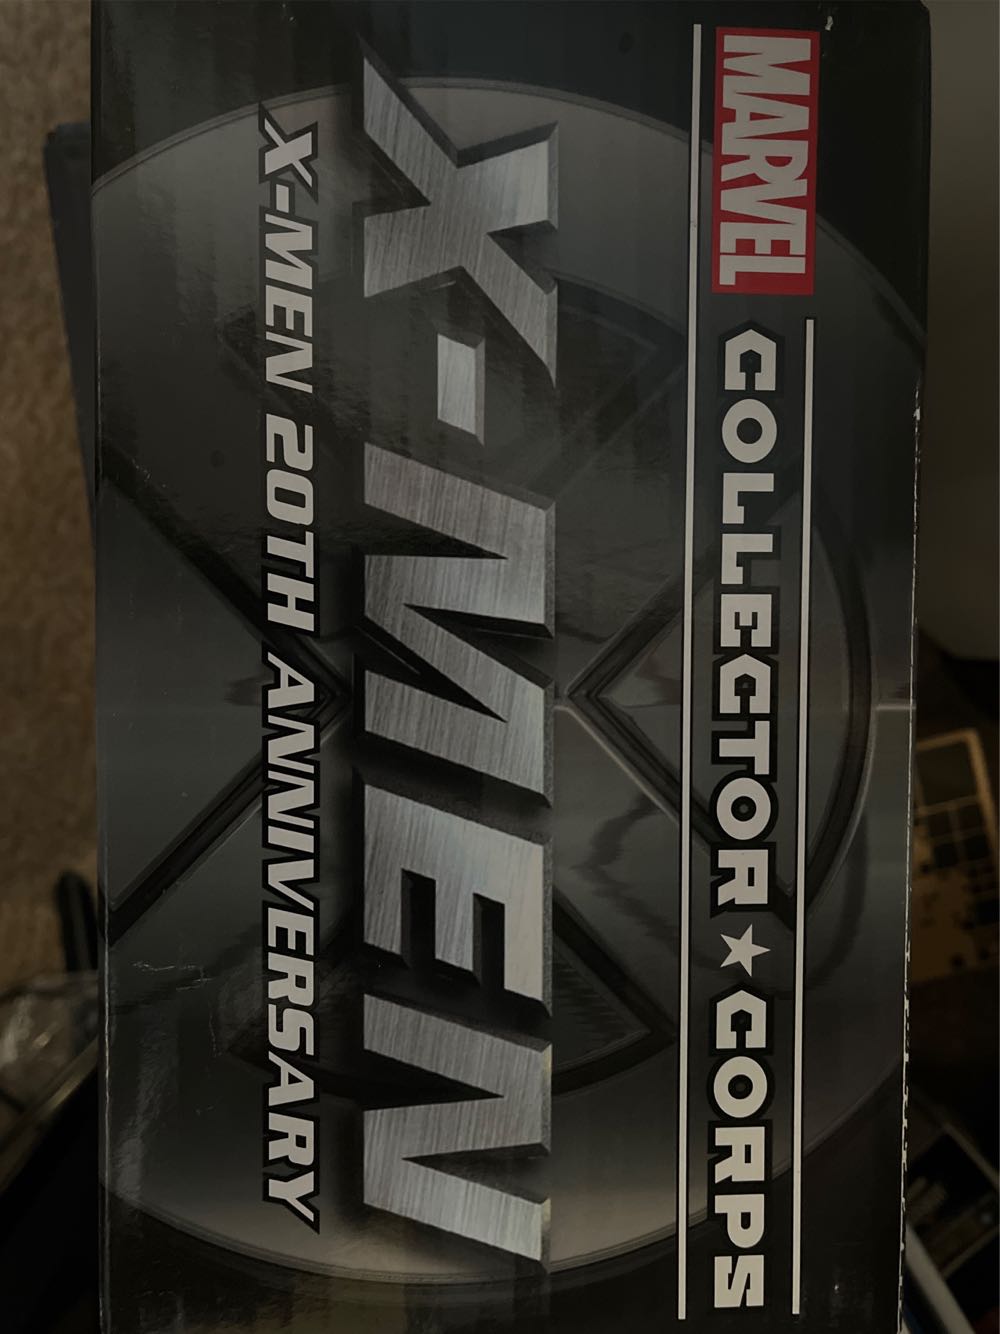 MARVEL
COLLECTOR ★ CORPS
X-MEN
X-MEN 20TH ANNIVERSARY